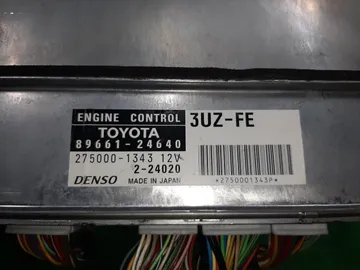 ENGINE CONTROL 3UZ-FE
TOYOTA
89661-24640
275000-1343 12V
2-24020
DENSO MADE IN JAPAN *2750001343P*